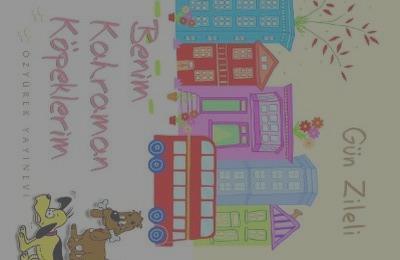 Gün Zileli
Benim
Kahraman
Köpeklerim
ÖZYÜREK YAYINEVİ